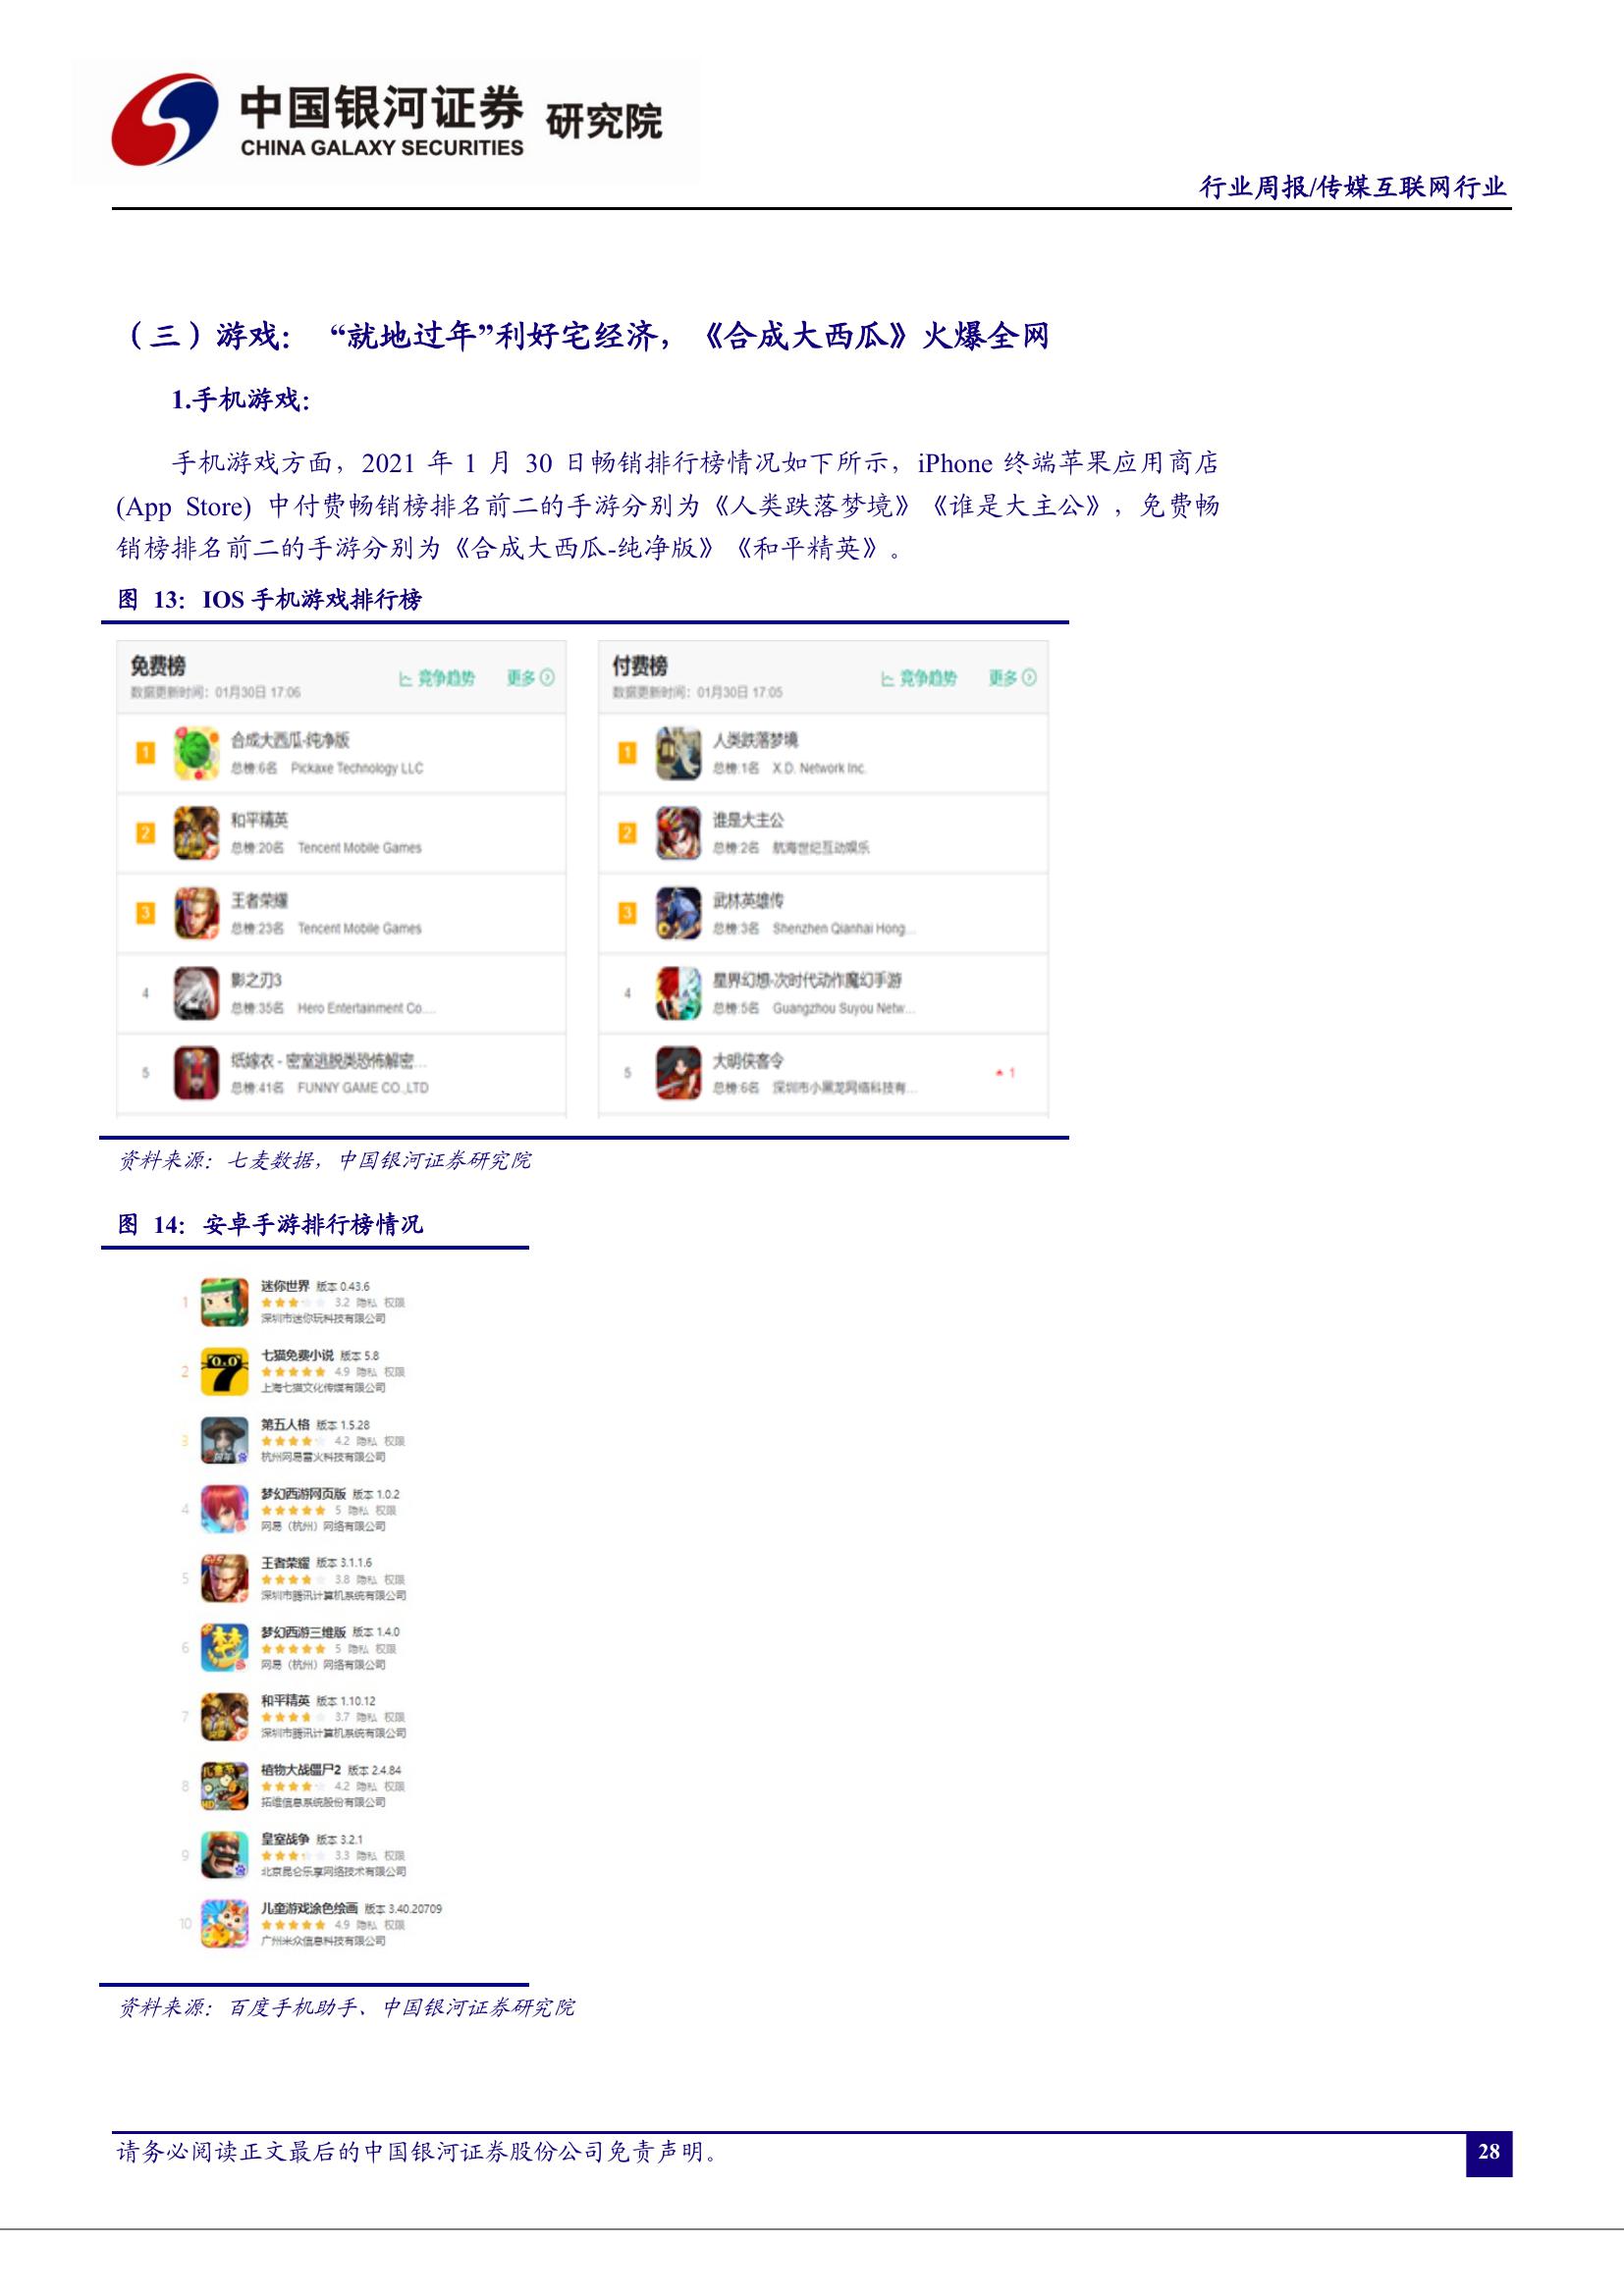 中国银河证券 研究院
CHINA GALAXY SECURITIES
行业周报/传媒互联网行业
（三）游戏：“就地过年”利好宅经济，《合成大西瓜》火爆全网
1.手机游戏：
手机游戏方面，2021 年 1 月 30 日畅销排行榜情况如下所示，iPhone 终端苹果应用商店
(App Store) 中付费畅销榜排名前二的手游分别为《人类跌落梦境》《谁是大主公》，免费畅
销榜排名前二的手游分别为《合成大西瓜-纯净版》《和平精英》。
图 13：IOS 手机游戏排行榜
免费榜
竞争趋势 更多
数据更新时间：01月30日 17:06
1
合成大西瓜-纯净版
总榜:6名 Pickaxe Technology LLC
2
和平精英
总榜:20名 Tencent Mobile Games
3
王者荣耀
总榜:23名 Tencent Mobile Games
4
影之刃3
总榜:35名 Hero Entertainment Co....
5
纸嫁衣 - 密室逃脱类恐怖解密...
总榜:41名 FUNNY GAME CO.,LTD
付费榜
竞争趋势 更多
数据更新时间：01月30日 17:05
1
人类跌落梦境
总榜:1名 X.D. Network Inc.
2
谁是大主公
总榜:2名 航海世纪互动娱乐
3
武林英雄传
总榜:3名 Shenzhen Qianhai Hong...
4
星界幻想-次时代动作魔幻手游
总榜:5名 Guangzhou Suyou Netw...
5
大明侠客令
总榜:6名 深圳市小黑龙网络科技有...
1
资料来源：七麦数据，中国银河证券研究院
图 14：安卓手游排行榜情况
1
迷你世界 版本 0.43.6
3.2 隐私 权限
深圳市迷你玩科技有限公司
2
七猫免费小说 版本 5.8
4.9 隐私 权限
上海七猫文化传媒有限公司
3
第五人格 版本 1.5.28
4.2 隐私 权限
杭州网易雷火科技有限公司
4
梦幻西游网页版 版本 1.0.2
5 隐私 权限
网易（杭州）网络有限公司
5
王者荣耀 版本 3.1.1.6
3.8 隐私 权限
深圳市腾讯计算机系统有限公司
6
梦幻西游三维版 版本 1.4.0
5 隐私 权限
网易（杭州）网络有限公司
7
和平精英 版本 1.10.12
3.7 隐私 权限
深圳市腾讯计算机系统有限公司
8
植物大战僵尸2 版本 2.4.84
4.2 隐私 权限
拓维信息系统股份有限公司
9
皇室战争 版本 3.2.1
3.3 隐私 权限
北京昆仑乐享网络技术有限公司
10
儿童游戏涂色绘画 版本 3.40.20709
4.9 隐私 权限
广州米众信息科技有限公司
资料来源：百度手机助手、中国银河证券研究院
请务必阅读正文最后的中国银河证券股份公司免责声明。
28